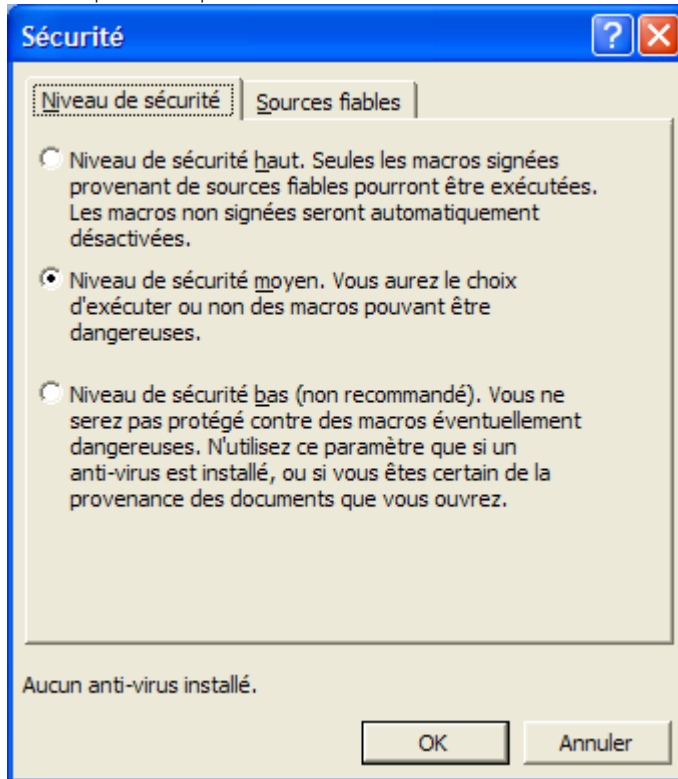 Sécurité
Niveau de sécurité
Sources fiables
Niveau de sécurité haut. Seules les macros signées
provenant de sources fiables pourront être exécutées.
Les macros non signées seront automatiquement
désactivées.
Niveau de sécurité moyen. Vous aurez le choix
d'exécuter ou non des macros pouvant être
dangereuses.
Niveau de sécurité bas (non recommandé). Vous ne
serez pas protégé contre des macros éventuellement
dangereuses. N'utilisez ce paramètre que si un
anti-virus est installé, ou si vous êtes certain de la
provenance des documents que vous ouvrez.
Aucun anti-virus installé.
OK
Annuler